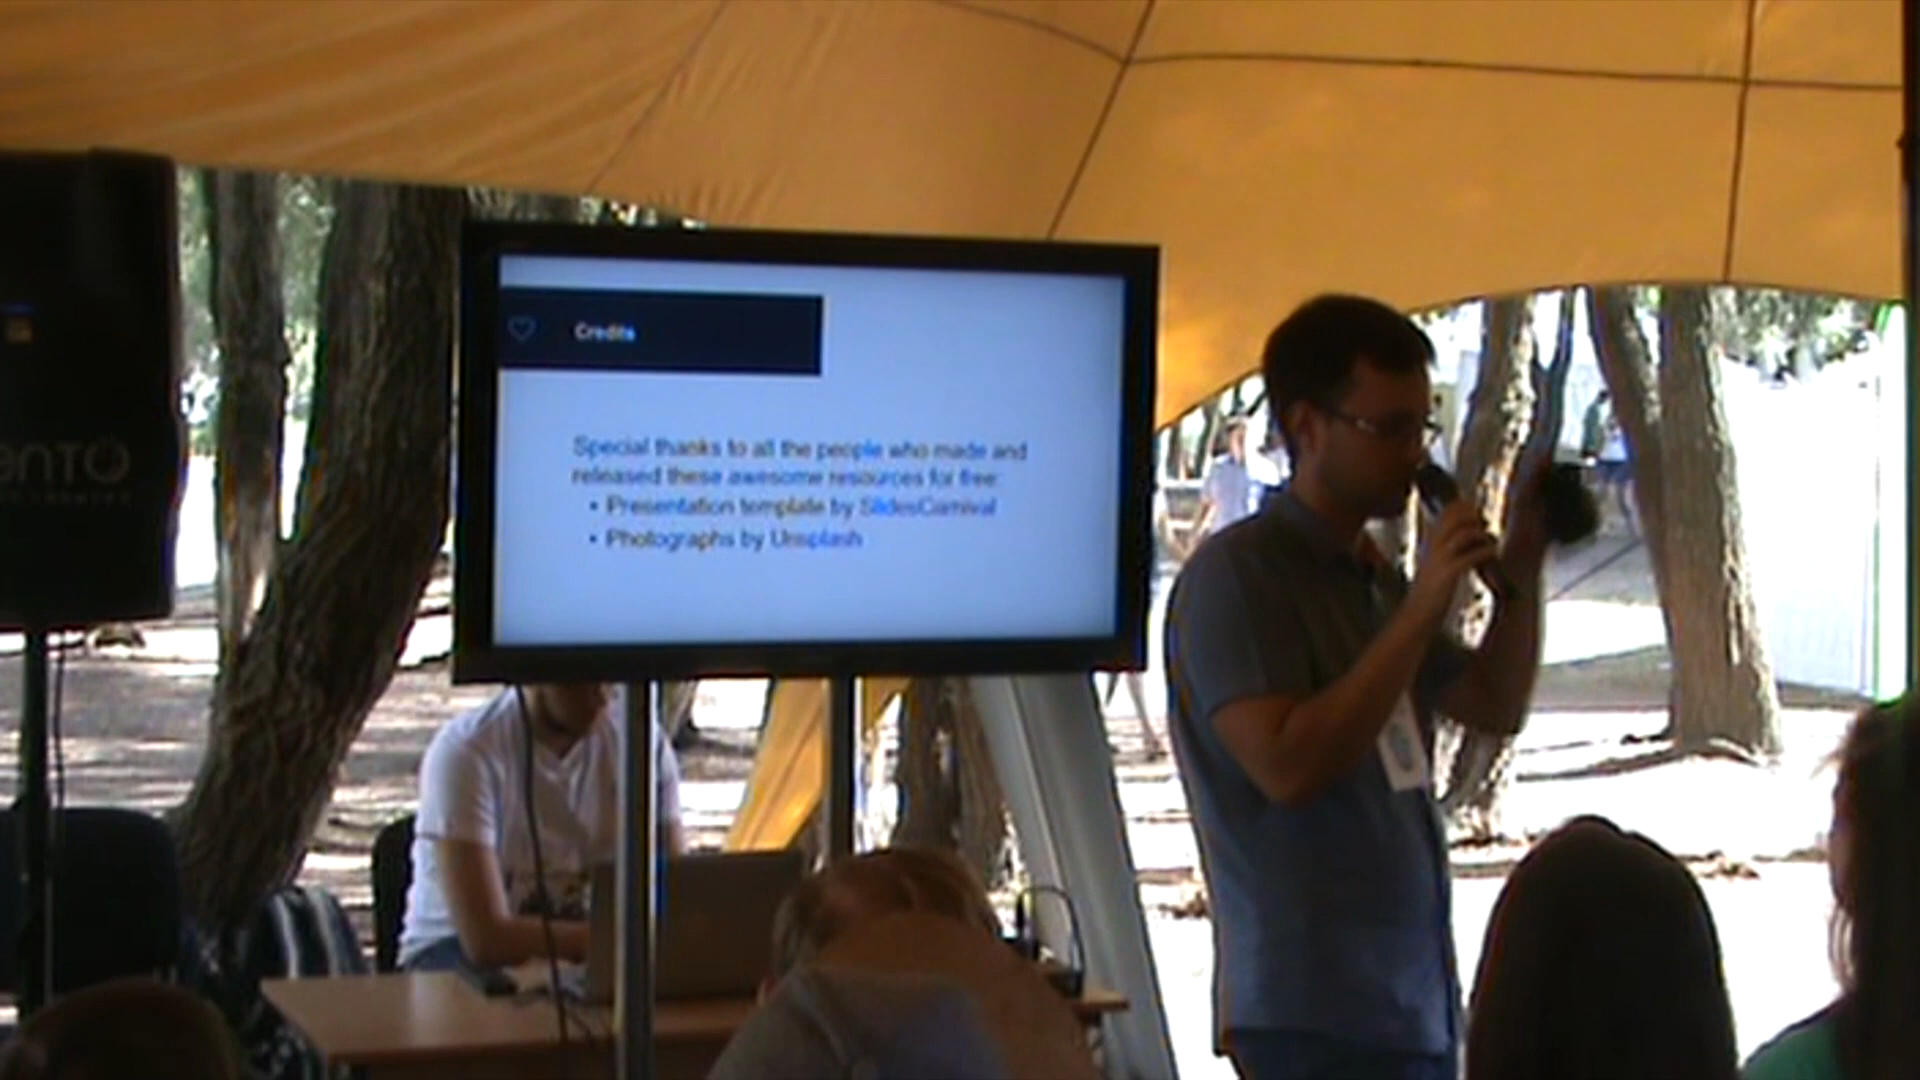 Credits
Special thanks to all the people who made and
released these awesome resources for free:
• Presentation template by SlidesCarnival
• Photographs by Unsplash